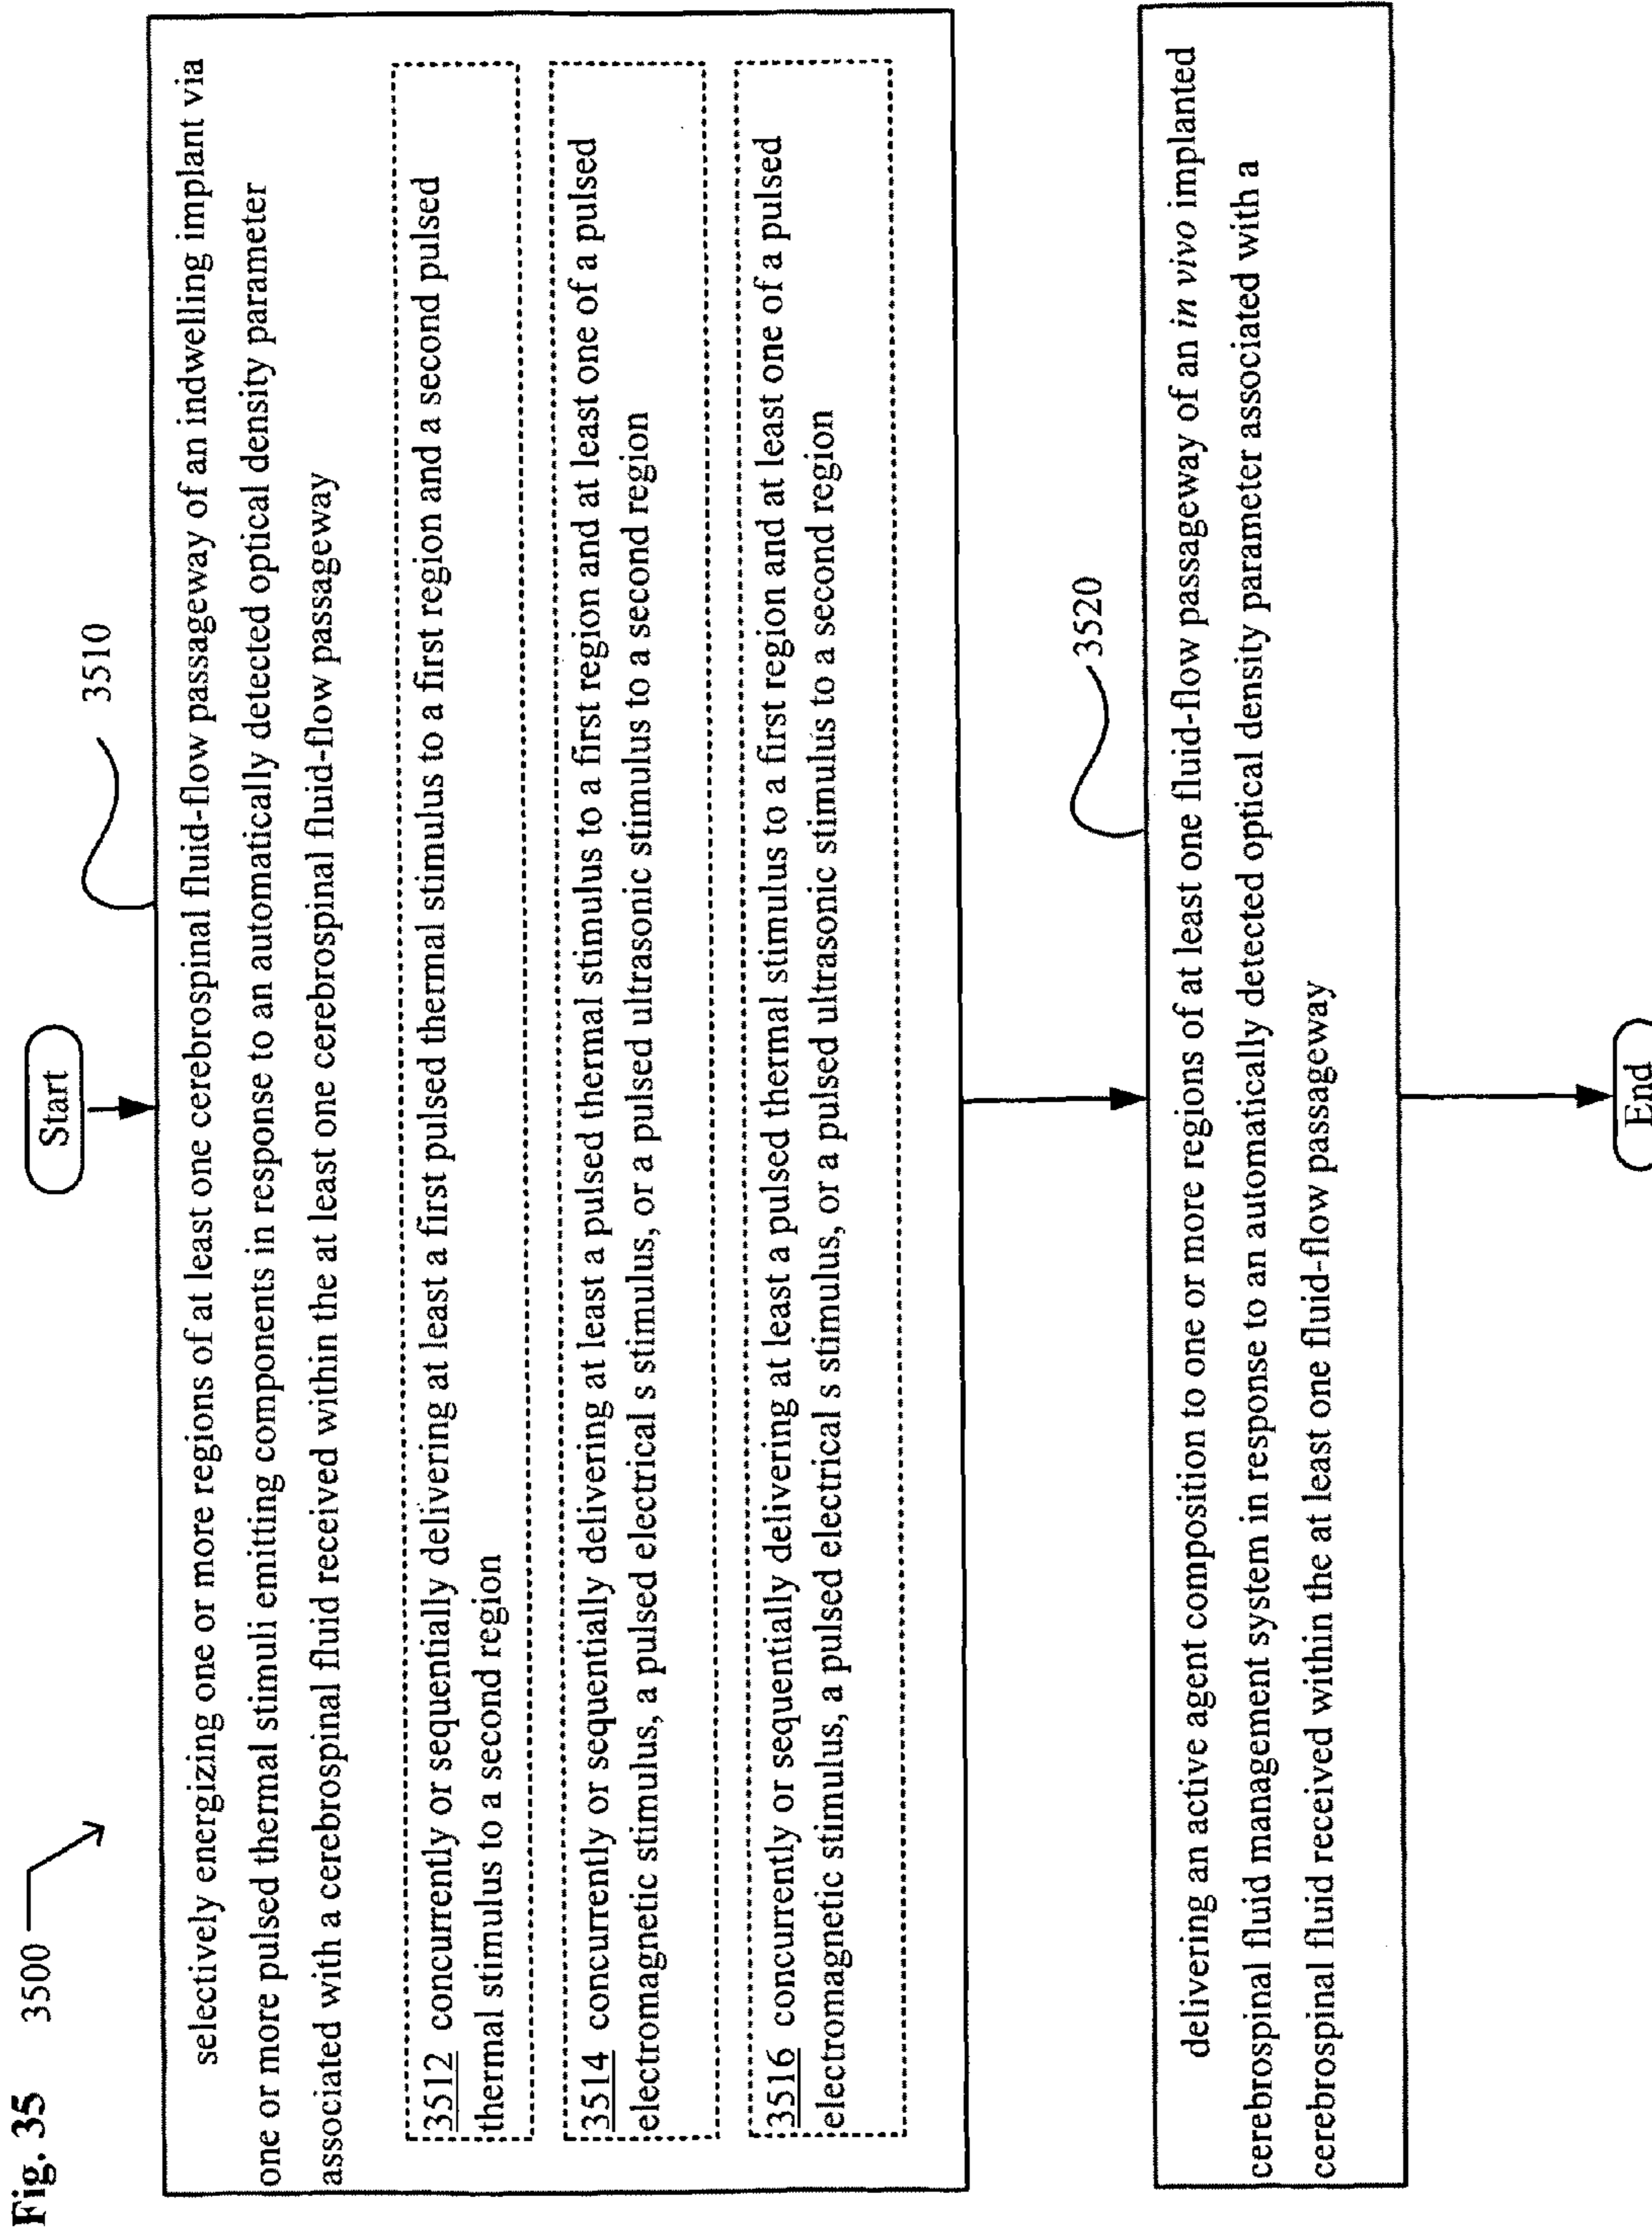 Fig. 35
3500
Start
3510
selectively energizing one or more regions of at least one cerebrospinal fluid-flow passageway of an indwelling implant via
one or more pulsed thermal stimuli emitting components in response to an automatically detected optical density parameter
associated with a cerebrospinal fluid received within the at least one cerebrospinal fluid-flow passageway
3512 concurrently or sequentially delivering at least a first pulsed thermal stimulus to a first region and a second pulsed
thermal stimulus to a second region
3514 concurrently or sequentially delivering at least a pulsed thermal stimulus to a first region and at least one of a pulsed
electromagnetic stimulus, a pulsed electrical s stimulus, or a pulsed ultrasonic stimulus to a second region
3516 concurrently or sequentially delivering at least a pulsed thermal stimulus to a first region and at least one of a pulsed
electromagnetic stimulus, a pulsed electrical s stimulus, or a pulsed ultrasonic stimulus to a second region
3520
delivering an active agent composition to one or more regions of at least one fluid-flow passageway of an in vivo implanted
cerebrospinal fluid management system in response to an automatically detected optical density parameter associated with a
cerebrospinal fluid received within the at least one fluid-flow passageway
End